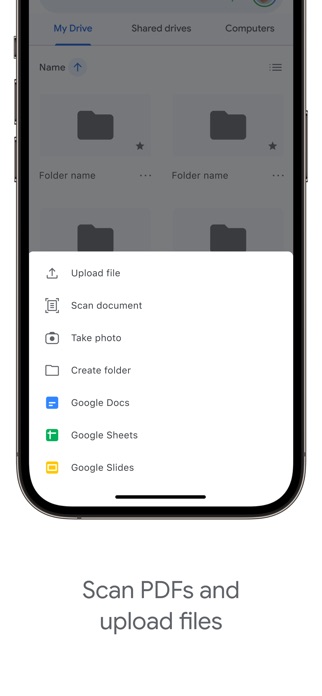 My Drive Shared drives Computers
Name
Folder name ··· Folder name ···
Upload file
Scan document
Take photo
Create folder
Google Docs
Google Sheets
Google Slides
Scan PDFs and
upload files